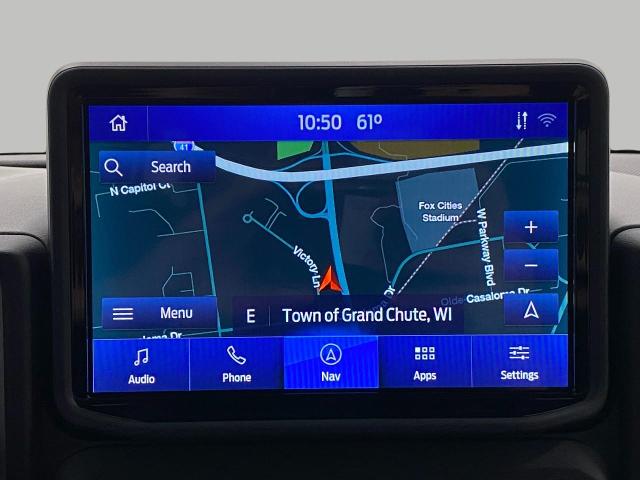 10:50 61°
41
Search
N Capitol Ct
Fox Cities
Stadium
W Parkway Blvd
Victory Ln
Casaloma Dr
Menu
E Town of Grand Chute, WI
Audio Phone Nav Apps Settings